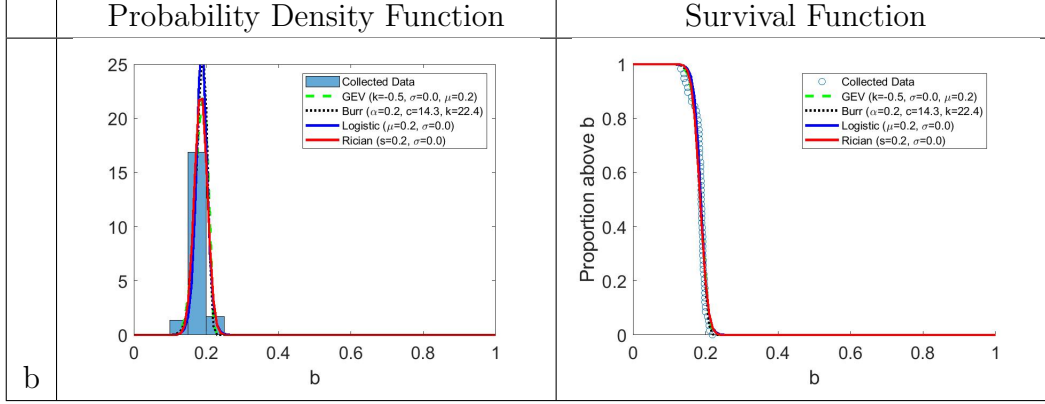 Probability Density Function
Survival Function
b
25
20
15
10
5
0
0
0.2
0.4
0.6
0.8
1
b
Collected Data
GEV (k=-0.5, σ=0.0, μ=0.2)
Burr (α=0.2, c=14.3, k=22.4)
Logistic (μ=0.2, σ=0.0)
Rician (s=0.2, σ=0.0)
Proportion above b
1
0.8
0.6
0.4
0.2
0
0
0.2
0.4
0.6
0.8
1
b
Collected Data
GEV (k=-0.5, σ=0.0, μ=0.2)
Burr (α=0.2, c=14.3, k=22.4)
Logistic (μ=0.2, σ=0.0)
Rician (s=0.2, σ=0.0)